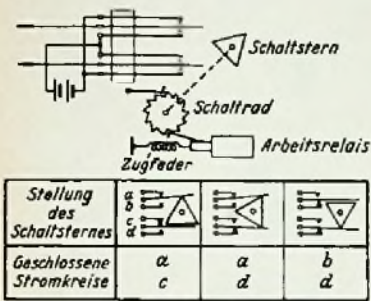 Schaltstern
Schaltrad
Arbeitsrelais
Zugfeder
Stellung des Schaltsternes
a
b
c
d
Geschlossene Stromkreise
a a b
c d d